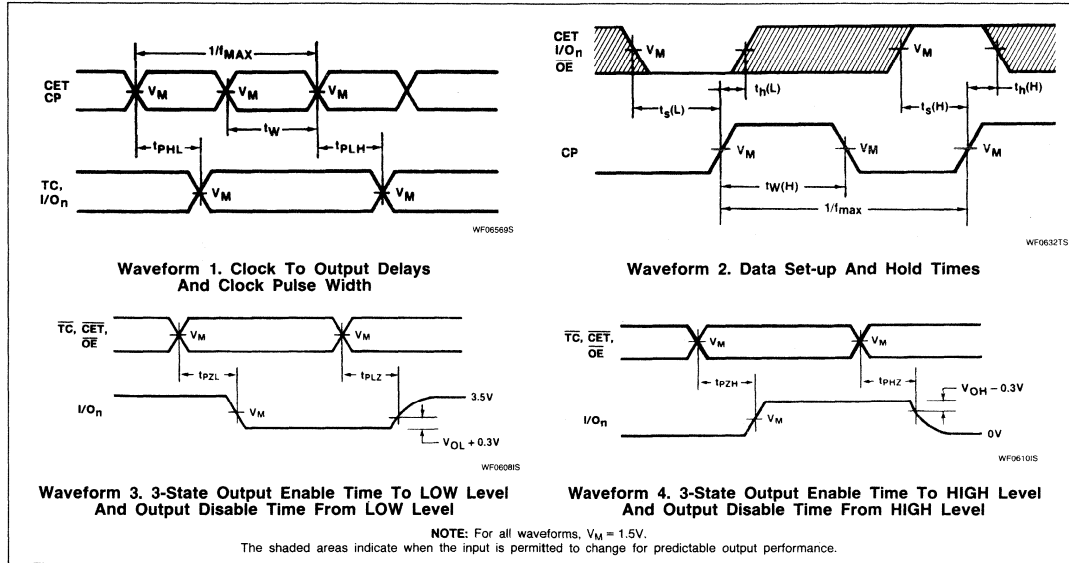 1/fMAX
CET
CP
VM
VM
VM
tW
tPHL
tPLH
TC,
I/On
VM
VM
WF06569S
Waveform 1. Clock To Output Delays
And Clock Pulse Width
CET
I/On
OE
VM
VM
VM
VM
ts(L)
th(L)
ts(H)
th(H)
CP
VM
VM
VM
tW(H)
1/fmax
WF0632TS
Waveform 2. Data Set-up And Hold Times
TC, CET,
OE
VM
VM
tPZL
tPLZ
I/On
VM
3.5V
VOL + 0.3V
WF0608IS
Waveform 3. 3-State Output Enable Time To LOW Level
And Output Disable Time From LOW Level
TC, CET,
OE
VM
VM
tPZH
tPHZ
VOH − 0.3V
I/On
VM
0V
WF0610IS
Waveform 4. 3-State Output Enable Time To HIGH Level
And Output Disable Time From HIGH Level
NOTE: For all waveforms, VM = 1.5V.
The shaded areas indicate when the input is permitted to change for predictable output performance.